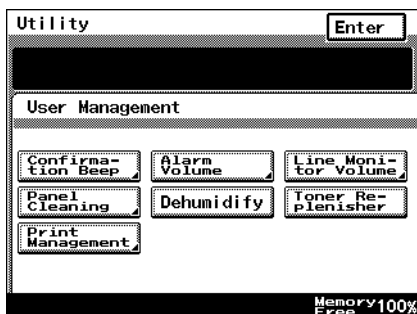 Utility
Enter
User Management
Confirma-
tion Beep
Alarm
Volume
Line Moni-
tor Volume
Panel
Cleaning
Dehumidify
Toner Re-
plenisher
Print
Management
Memory
Free 100%